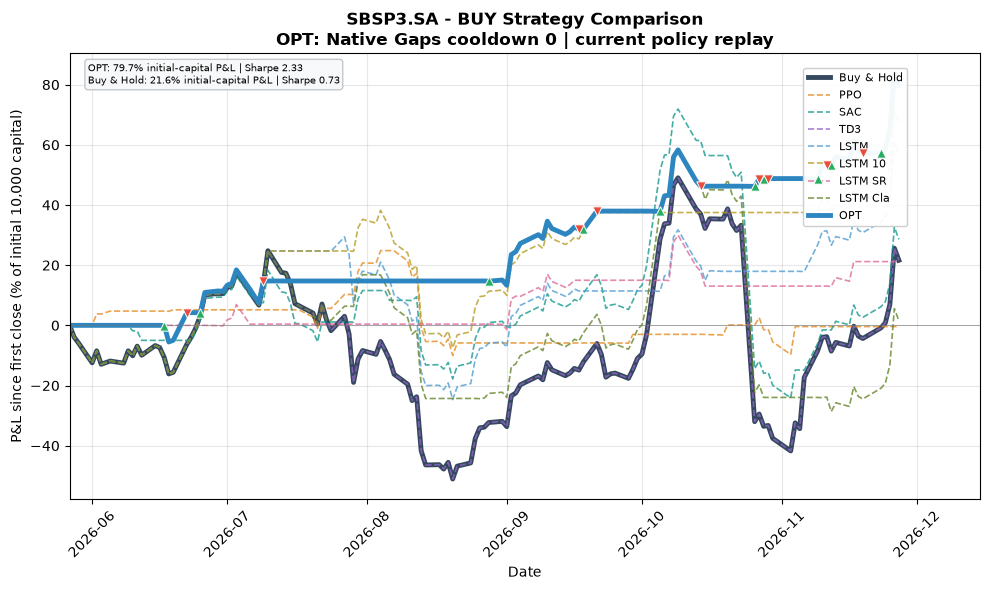 SBSP3.SA - BUY Strategy Comparison
OPT: Native Gaps cooldown 0 | current policy replay
OPT: 79.7% initial-capital P&L | Sharpe 2.33
Buy & Hold: 21.6% initial-capital P&L | Sharpe 0.73
Buy & Hold
PPO
SAC
TD3
LSTM
LSTM 10
LSTM SR
LSTM Cla
OPT
P&L since first close (% of initial 10,000 capital)
80
60
40
20
0
−20
−40
2026-06
2026-07
2026-08
2026-09
2026-10
2026-11
2026-12
Date